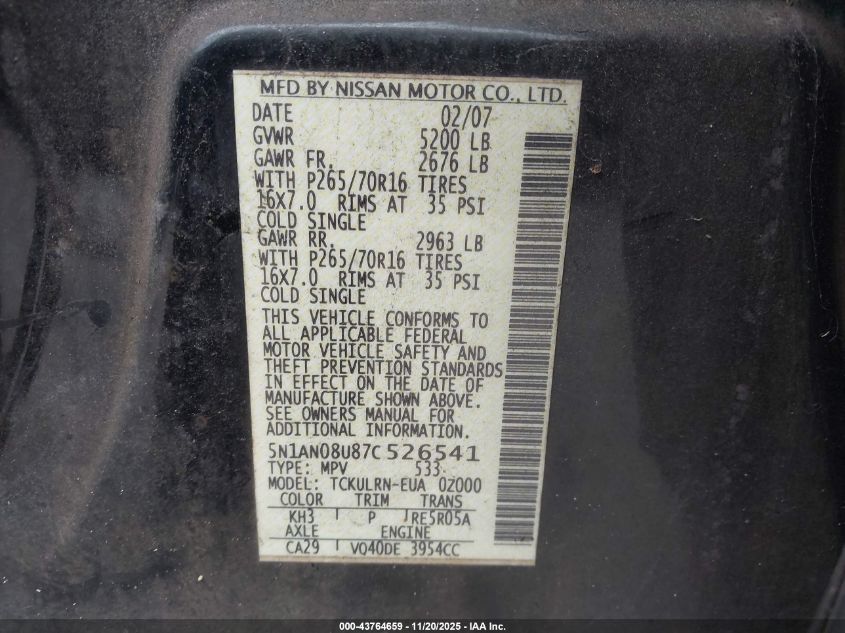 MFD BY NISSAN MOTOR CO., LTD.
DATE 02/07
GVWR 5200 LB
GAWR FR. 2676 LB
WITH P265/70R16 TIRES
16X7.0 RIMS AT 35 PSI
COLD SINGLE
GAWR RR. 2963 LB
WITH P265/70R16 TIRES
16X7.0 RIMS AT 35 PSI
COLD SINGLE
THIS VEHICLE CONFORMS TO
ALL APPLICABLE FEDERAL
MOTOR VEHICLE SAFETY AND
THEFT PREVENTION STANDARDS
IN EFFECT ON THE DATE OF
MANUFACTURE SHOWN ABOVE.
SEE OWNERS MANUAL FOR
ADDITIONAL INFORMATION.
5N1AN08U87C526541
TYPE: MPV 533
MODEL: TCKULRN-EUA 0Z000
COLOR TRIM TRANS
KH3 P RE5R05A
AXLE ENGINE
CA29 VQ40DE 3954CC
000-43764659 - 11/20/2025 - IAA Inc.